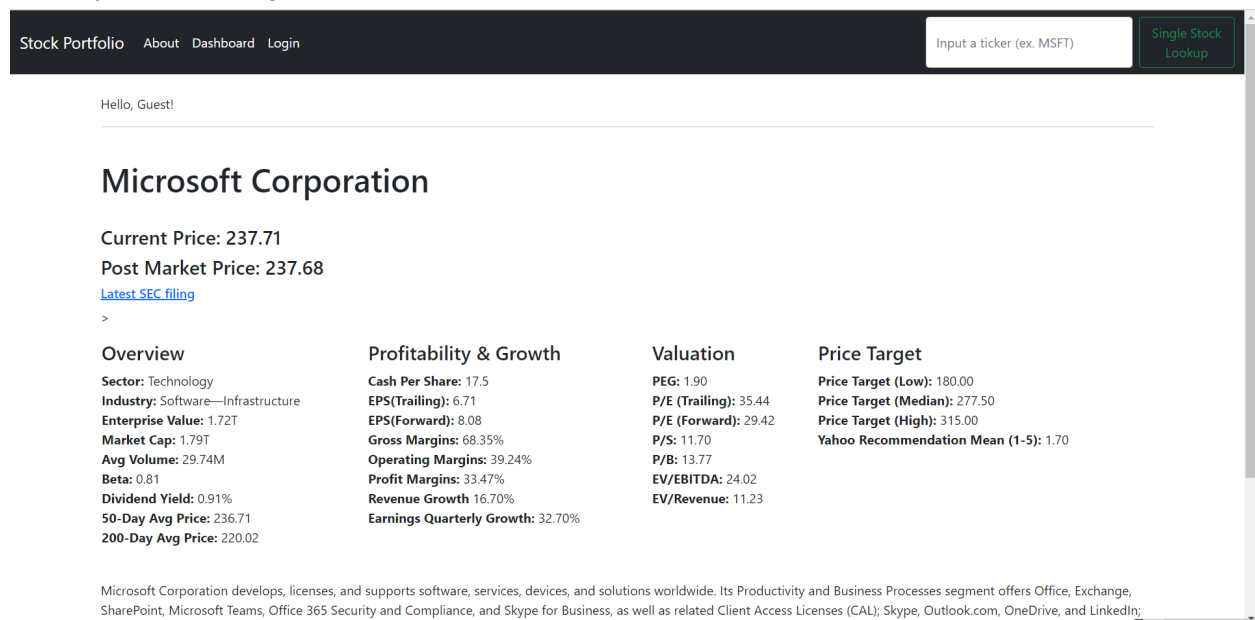 Stock Portfolio About Dashboard Login Input a ticker (ex. MSFT) Single Stock
Lookup
Hello, Guest!
Microsoft Corporation
Current Price: 237.71
Post Market Price: 237.68
Latest SEC filing
>
Overview
Sector: Technology
Industry: Software—Infrastructure
Enterprise Value: 1.72T
Market Cap: 1.79T
Avg Volume: 29.74M
Beta: 0.81
Dividend Yield: 0.91%
50-Day Avg Price: 236.71
200-Day Avg Price: 220.02
Profitability & Growth
Cash Per Share: 17.5
EPS(Trailing): 6.71
EPS(Forward): 8.08
Gross Margins: 68.35%
Operating Margins: 39.24%
Profit Margins: 33.47%
Revenue Growth 16.70%
Earnings Quarterly Growth: 32.70%
Valuation
PEG: 1.90
P/E (Trailing): 35.44
P/E (Forward): 29.42
P/S: 11.70
P/B: 13.77
EV/EBITDA: 24.02
EV/Revenue: 11.23
Price Target
Price Target (Low): 180.00
Price Target (Median): 277.50
Price Target (High): 315.00
Yahoo Recommendation Mean (1-5): 1.70
Microsoft Corporation develops, licenses, and supports software, services, devices, and solutions worldwide. Its Productivity and Business Processes segment offers Office, Exchange,
SharePoint, Microsoft Teams, Office 365 Security and Compliance, and Skype for Business, as well as related Client Access Licenses (CAL); Skype, Outlook.com, OneDrive, and LinkedIn;